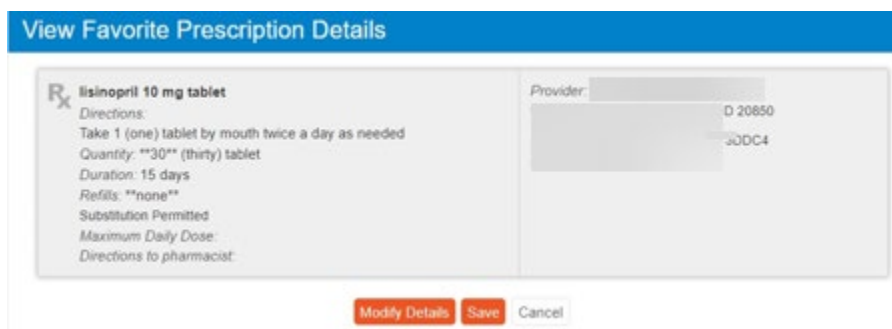 View Favorite Prescription Details
Rx lisinopril 10 mg tablet
Directions:
Take 1 (one) tablet by mouth twice a day as needed
Quantity: **30** (thirty) tablet
Duration: 15 days
Refills: **none**
Substitution Permitted
Maximum Daily Dose:
Directions to pharmacist:
Provider:
D 20850
DDC4
Modify Details Save Cancel